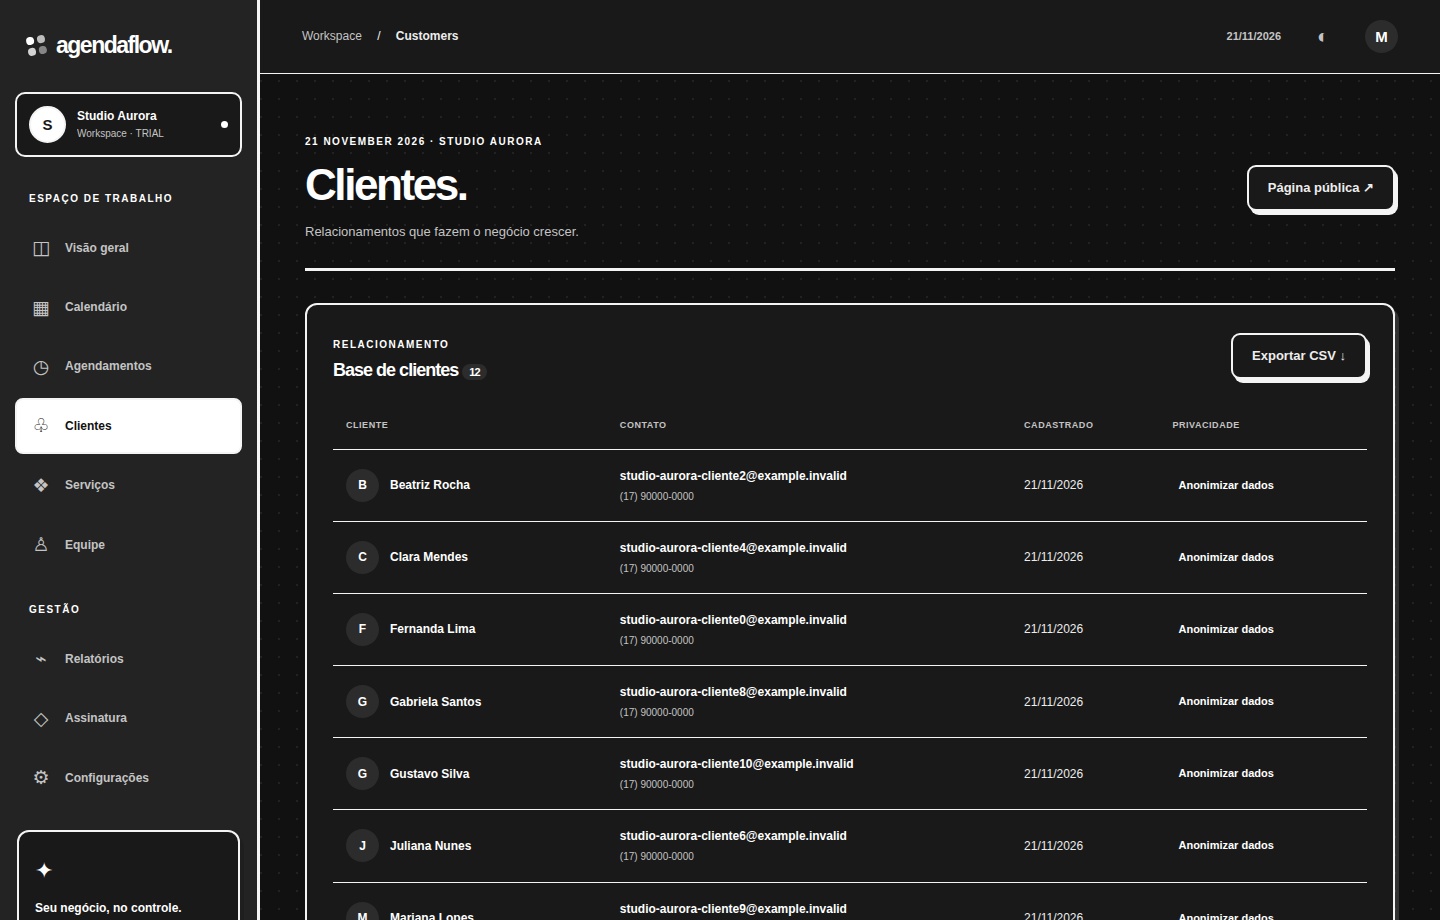 agendaflow.
S
Studio Aurora
Workspace · TRIAL
ESPAÇO DE TRABALHO
Visão geral
Calendário
Agendamentos
Clientes
Serviços
Equipe
GESTÃO
Relatórios
Assinatura
Configurações
Seu negócio, no controle.
Workspace / Customers
21/11/2026
M
21 NOVEMBER 2026 · STUDIO AURORA
Clientes.
Relacionamentos que fazem o negócio crescer.
Página pública ↗
RELACIONAMENTO
Base de clientes 12
Exportar CSV ↓
CLIENTE CONTATO CADASTRADO PRIVACIDADE
B Beatriz Rocha studio-aurora-cliente2@example.invalid 21/11/2026 Anonimizar dados
(17) 90000-0000
C Clara Mendes studio-aurora-cliente4@example.invalid 21/11/2026 Anonimizar dados
(17) 90000-0000
F Fernanda Lima studio-aurora-cliente0@example.invalid 21/11/2026 Anonimizar dados
(17) 90000-0000
G Gabriela Santos studio-aurora-cliente8@example.invalid 21/11/2026 Anonimizar dados
(17) 90000-0000
G Gustavo Silva studio-aurora-cliente10@example.invalid 21/11/2026 Anonimizar dados
(17) 90000-0000
J Juliana Nunes studio-aurora-cliente6@example.invalid 21/11/2026 Anonimizar dados
(17) 90000-0000
M Mariana Lopes studio-aurora-cliente9@example.invalid 21/11/2026 Anonimizar dados